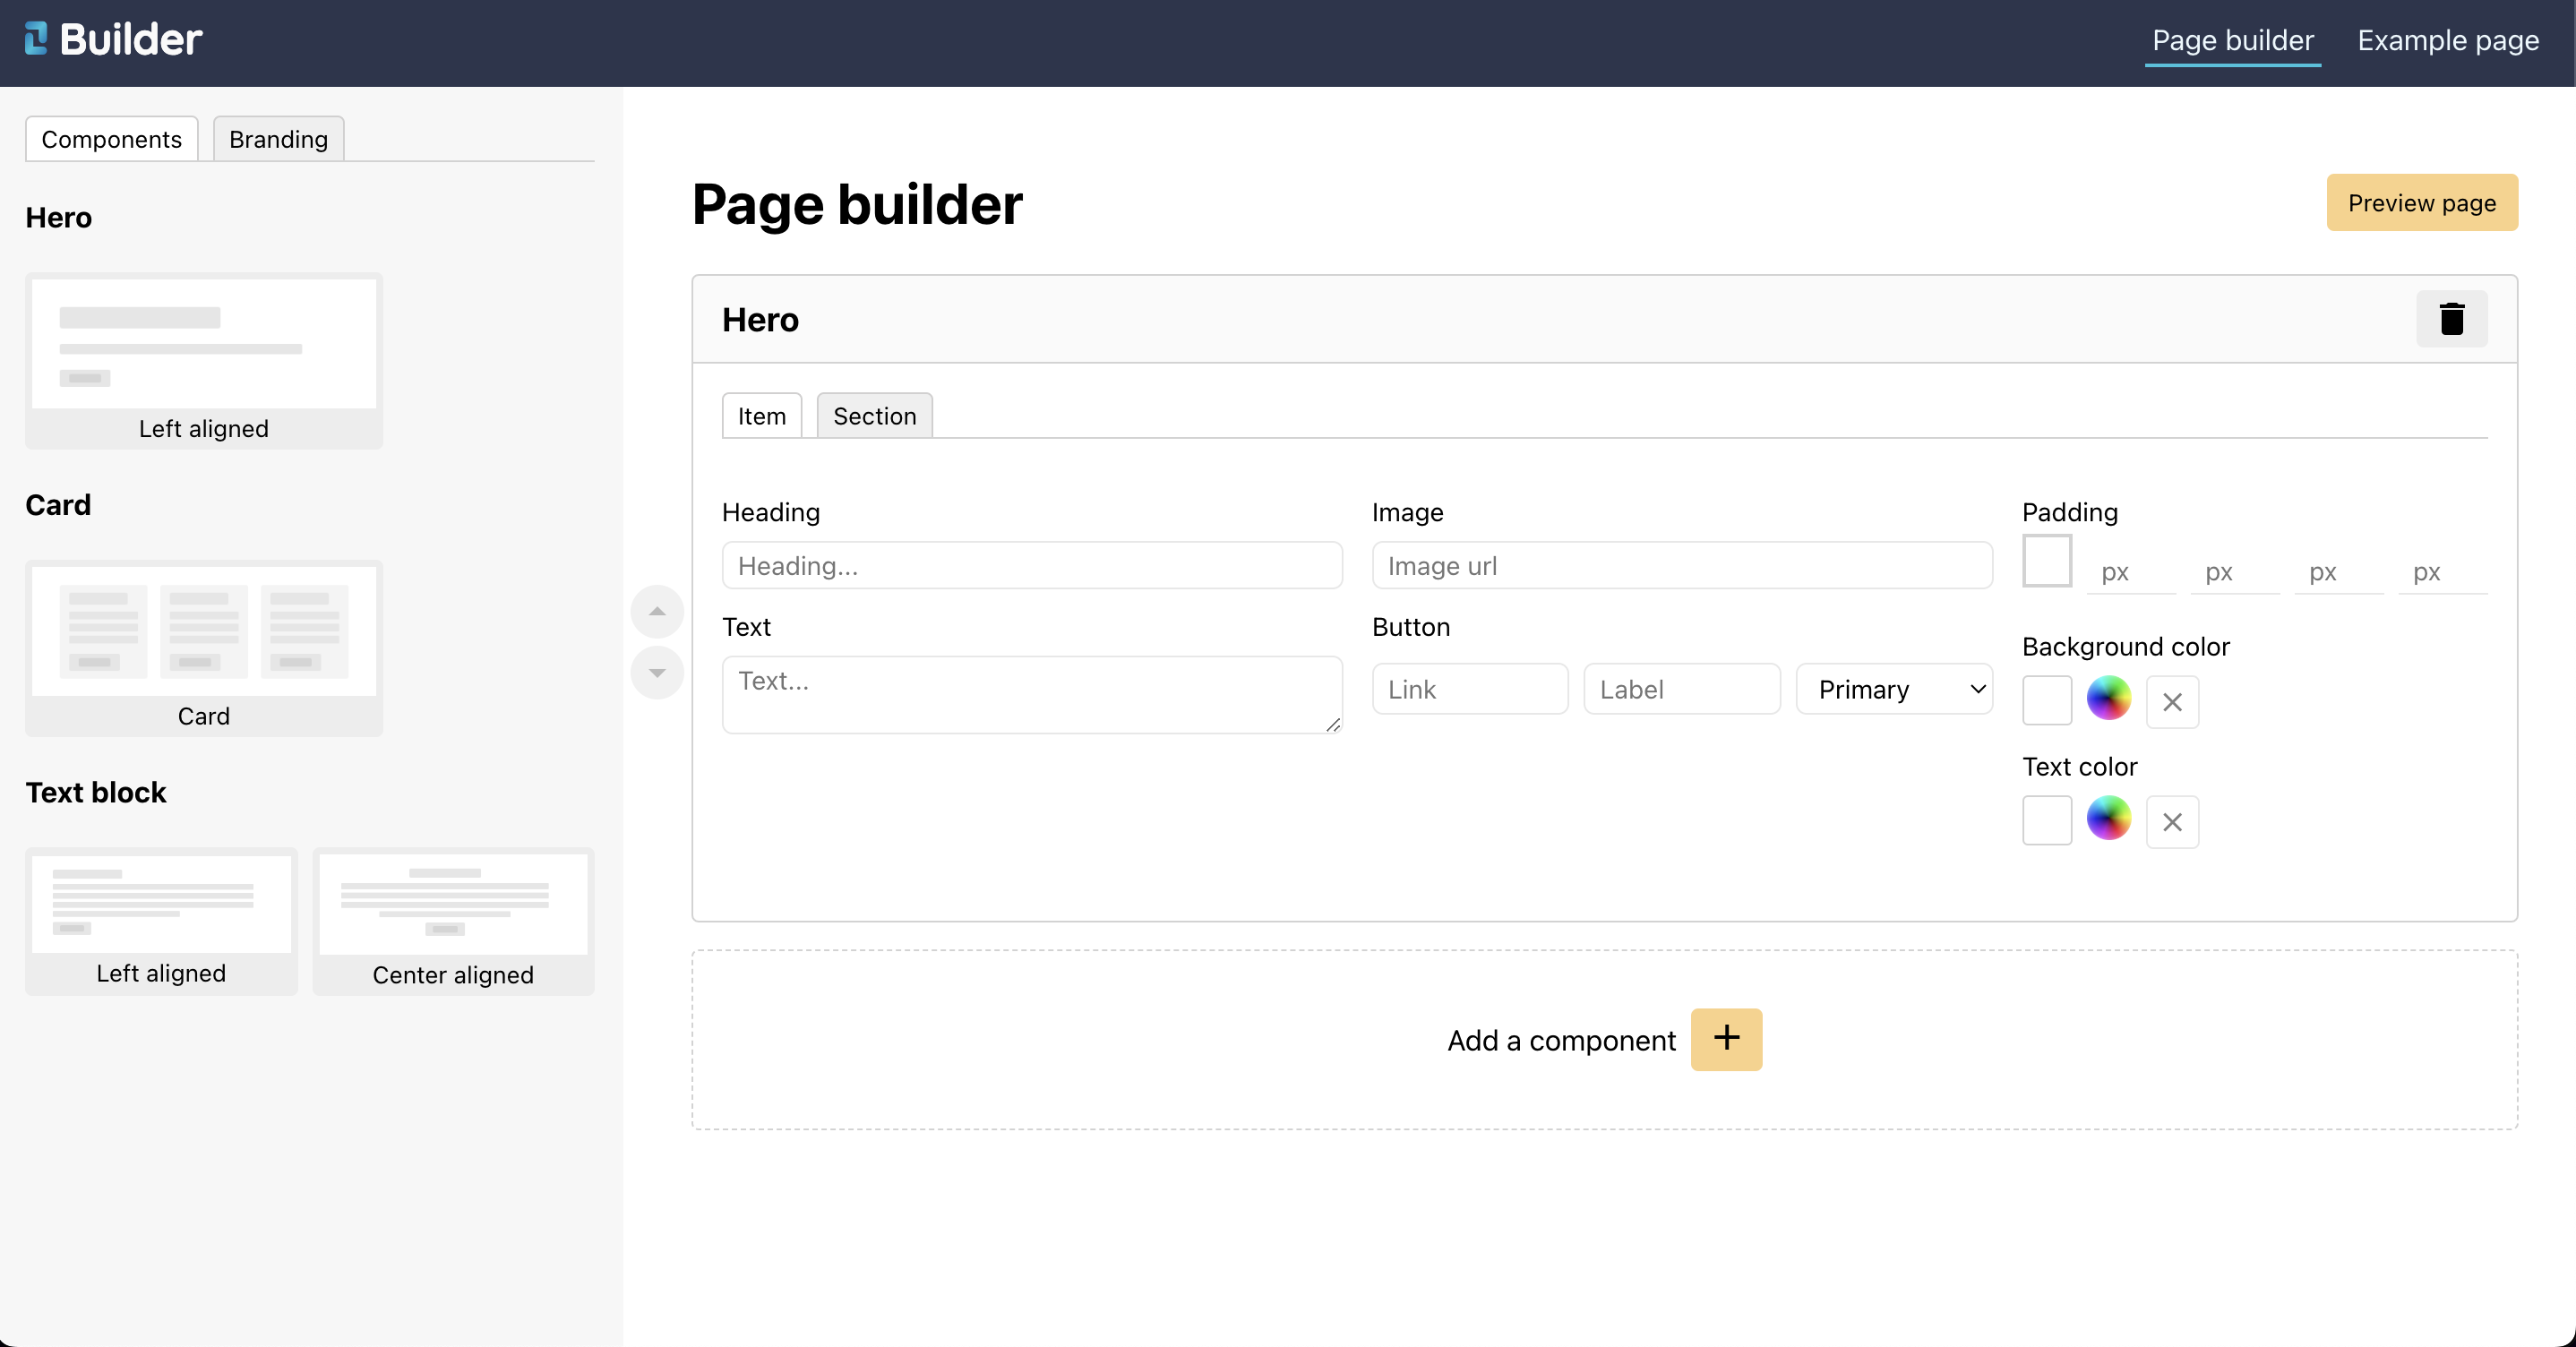 Builder
Page builder
Example page
Components
Branding
Hero
Left aligned
Card
Card
Text block
Left aligned
Center aligned
Page builder
Preview page
Hero
Item
Section
Heading
Heading...
Text
Text...
Image
Image url
Button
Link
Label
Primary
Padding
px
px
px
px
Background color
Text color
Add a component